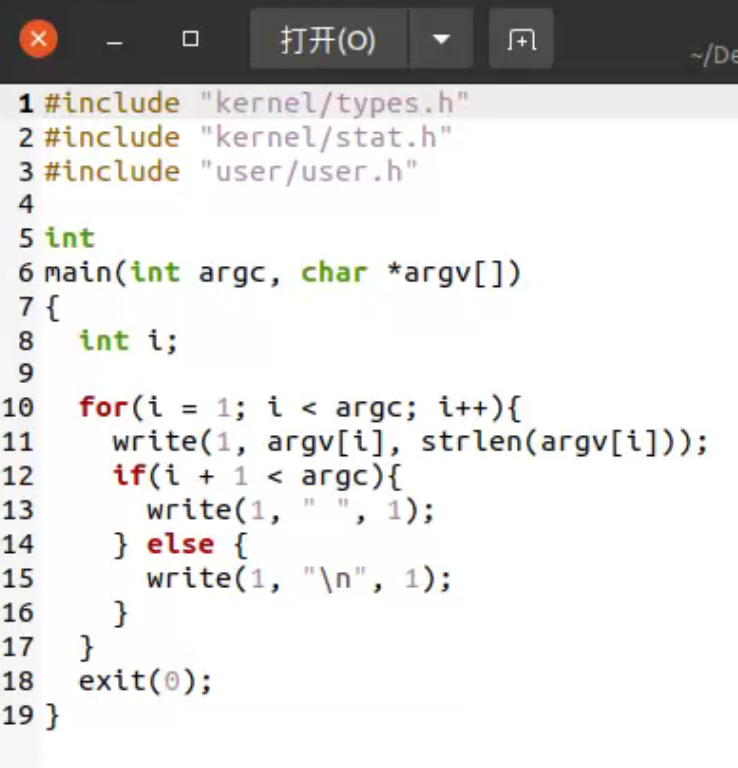 打开(O)
~/De
1 #include "kernel/types.h"
2 #include "kernel/stat.h"
3 #include "user/user.h"
4
5 int
6 main(int argc, char *argv[])
7 {
8   int i;
9
10   for(i = 1; i < argc; i++){
11     write(1, argv[i], strlen(argv[i]));
12     if(i + 1 < argc){
13       write(1, " ", 1);
14     } else {
15       write(1, "\n", 1);
16     }
17   }
18   exit(0);
19 }